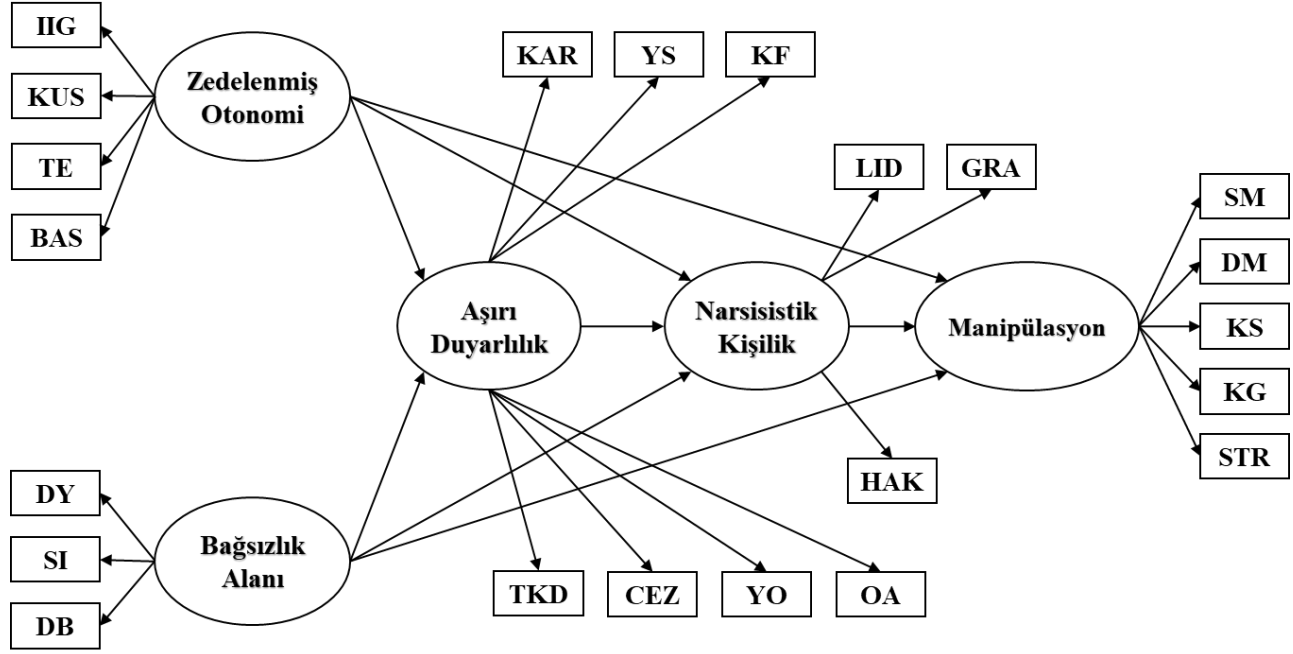 IIG
KUS
TE
BAS
Zedelenmiş
Otonomi
KAR
YS
KF
LID
GRA
SM
DM
KS
KG
STR
Aşırı
Duyarlılık
Narsisistik
Kişilik
Manipülasyon
HAK
DY
SI
DB
Bağsızlık
Alanı
TKD
CEZ
YO
OA